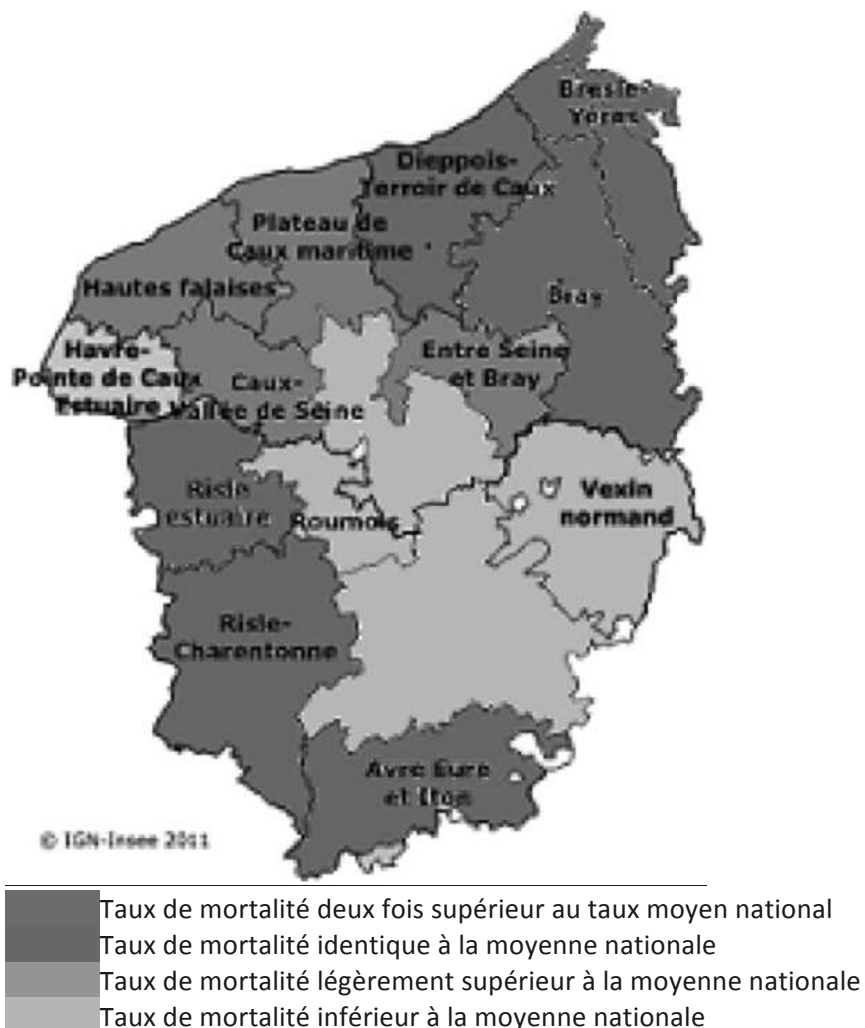 Bresle-
Yères
Dieppois-
Terroir de Caux
Plateau de
Caux maritime
Hautes falaises
Bray
Havre-
Pointe de Caux
Estuaire
Entre Seine
et Bray
Caux-
Vallée de Seine
Risle
estuaire
Roumois
Vexin
normand
Risle-
Charentonne
Avre Eure
et Iton
© IGN-Insee 2011
Taux de mortalité deux fois supérieur au taux moyen national
Taux de mortalité identique à la moyenne nationale
Taux de mortalité légèrement supérieur à la moyenne nationale
Taux de mortalité inférieur à la moyenne nationale